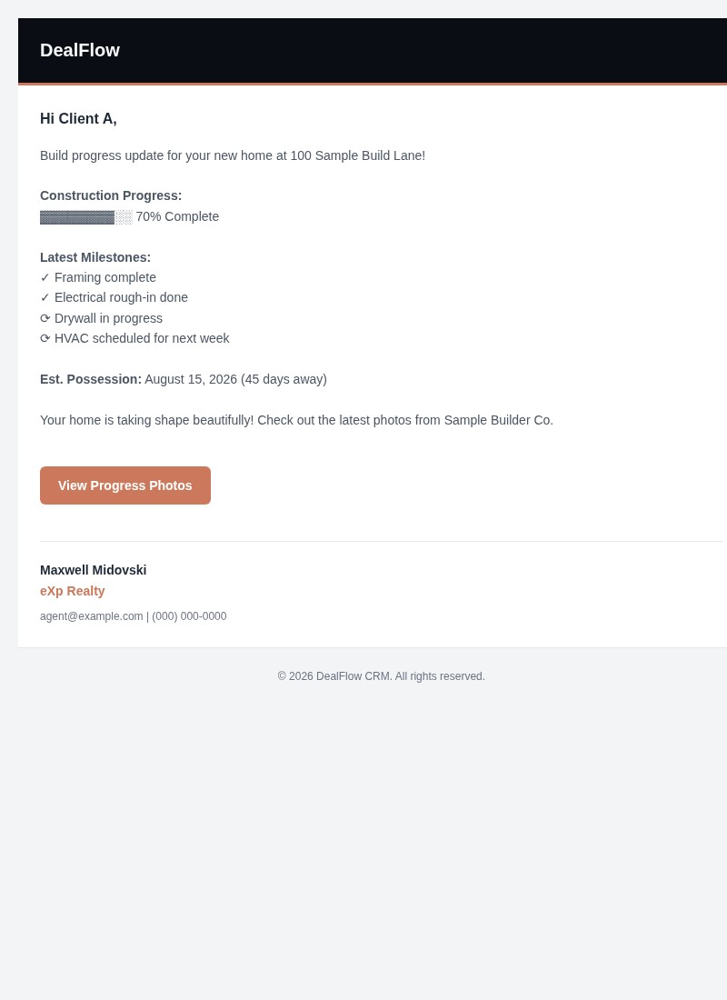 DealFlow
Hi Client A,
Build progress update for your new home at 100 Sample Build Lane!
Construction Progress:
▓▓▓▓▓▓▓▓░░ 70% Complete
Latest Milestones:
✓ Framing complete
✓ Electrical rough-in done
⟳ Drywall in progress
⟳ HVAC scheduled for next week
Est. Possession: August 15, 2026 (45 days away)
Your home is taking shape beautifully! Check out the latest photos from Sample Builder Co.
View Progress Photos
Maxwell Midovski
eXp Realty
agent@example.com | (000) 000-0000
© 2026 DealFlow CRM. All rights reserved.